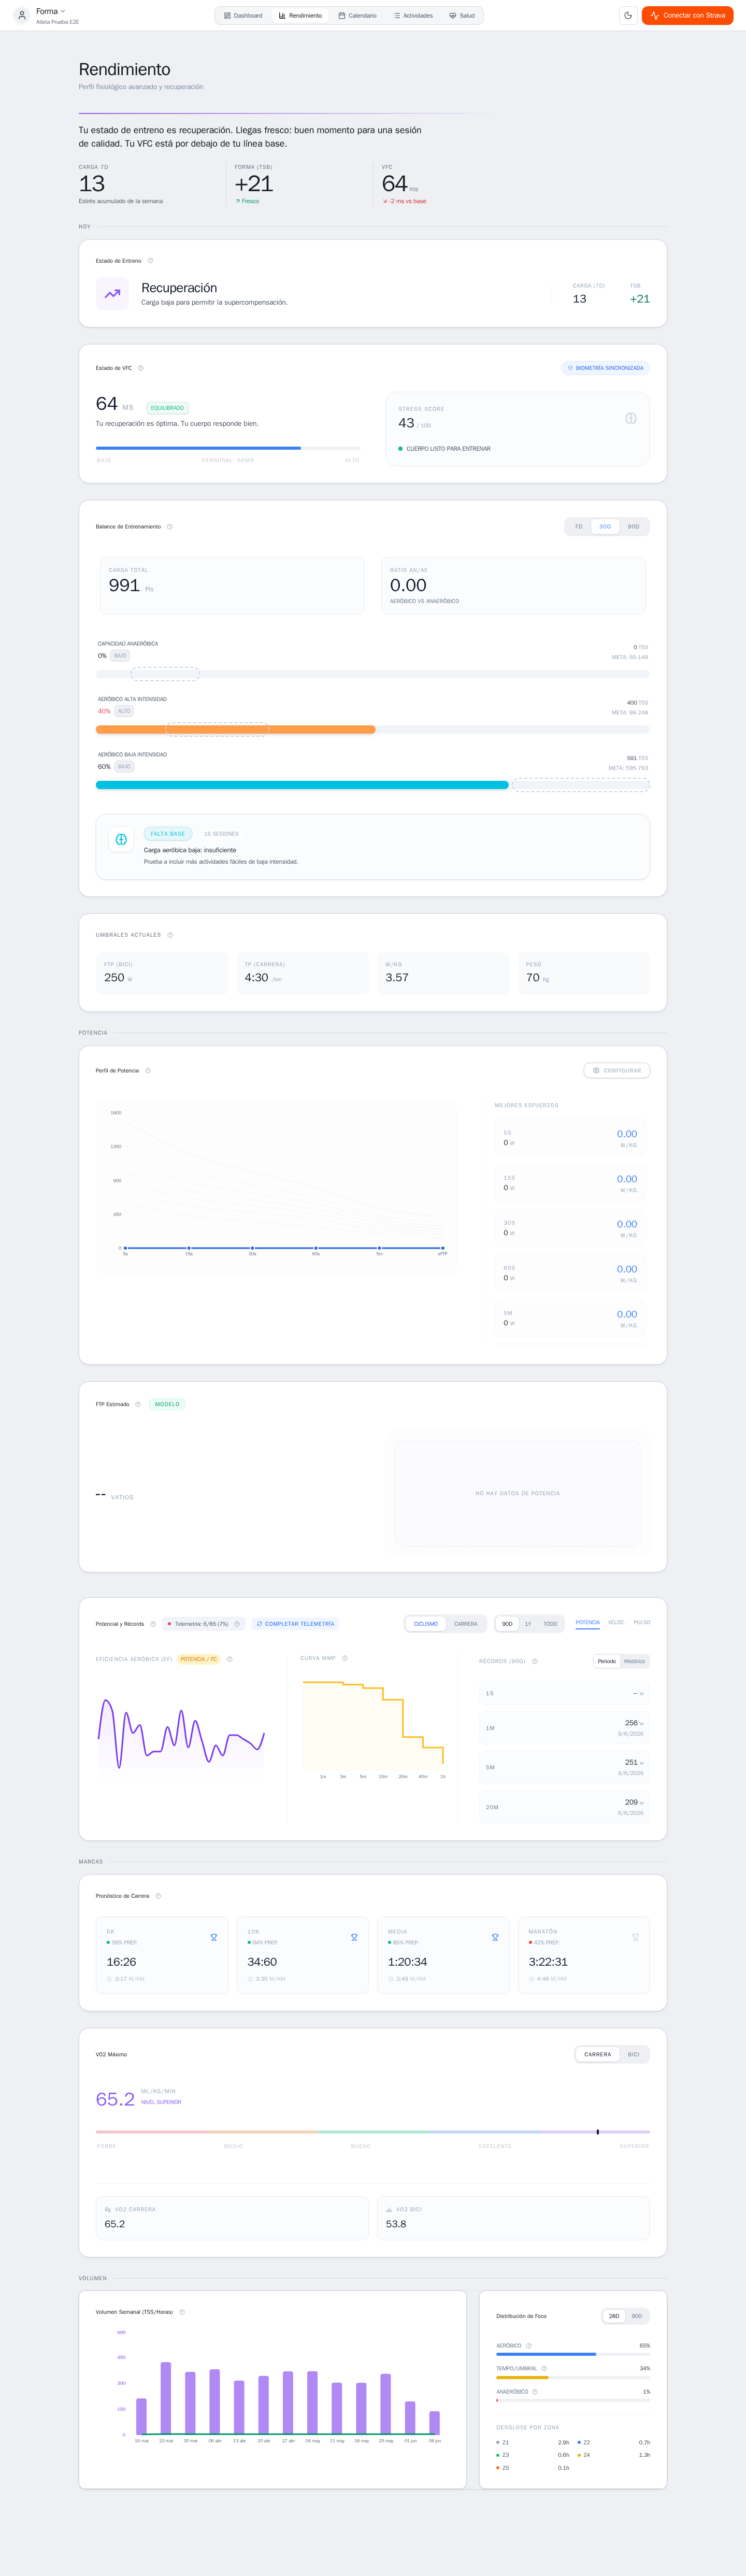 Forma
Atleta Prueba E2E
Dashboard
Rendimiento
Calendario
Actividades
Salud
Conectar con Strava
Rendimiento
Perfil fisiológico avanzado y recuperación
Tu estado de entreno es recuperación. Llegas fresco: buen momento para una sesión
de calidad. Tu VFC está por debajo de tu línea base.
CARGA 7D
13
Estrés acumulado de la semana
FORMA (TSB)
+21
Fresco
VFC
64 ms
-2 ms vs base
HOY
Estado de Entreno
Recuperación
Carga baja para permitir la supercompensación.
CARGA (7D)
13
TSB
+21
Estado de VFC
BIOMETRÍA SINCRONIZADA
64 MS
EQUILIBRADO
Tu recuperación es óptima. Tu cuerpo responde bien.
BAJO
PERSONAL: 66MS
ALTO
STRESS SCORE
43 / 100
CUERPO LISTO PARA ENTRENAR
Balance de Entrenamiento
7D
30D
90D
CARGA TOTAL
991 Pts
RATIO AN/AE
0.00
AERÓBICO VS ANAERÓBICO
CAPACIDAD ANAERÓBICA
0% BAJO
0 TSS
META: 50-149
AERÓBICO ALTA INTENSIDAD
40% ALTO
400 TSS
META: 99-248
AERÓBICO BAJA INTENSIDAD
60% BAJO
591 TSS
META: 595-793
FALTA BASE
16 SESIONES
Carga aeróbica baja: insuficiente
Prueba a incluir más actividades fáciles de baja intensidad.
UMBRALES ACTUALES
FTP (BICI)
250 W
TP (CARRERA)
4:30 /km
W/KG
3.57
PESO
70 Kg
POTENCIA
Perfil de Potencia
CONFIGURAR
1800
1350
900
450
0
5s
15s
30s
60s
5m
eFTP
MEJORES ESFUERZOS
5S
0 W
0.00
W/KG
15S
0 W
0.00
W/KG
30S
0 W
0.00
W/KG
60S
0 W
0.00
W/KG
5M
0 W
0.00
W/KG
FTP Estimado
MODELO
-- VATIOS
NO HAY DATOS DE POTENCIA
Potencial y Récords
Telemetría: 6/85 (7%)
COMPLETAR TELEMETRÍA
CICLISMO
CARRERA
90D
1Y
TODO
POTENCIA
VELOC.
PULSO
EFICIENCIA AERÓBICA (EF)
POTENCIA / FC
CURVA MMP
1m
3m
5m
10m
20m
40m
1h
RÉCORDS (90D)
Periodo
Histórico
1S
-- w
1M
256 w
9/6/2026
5M
251 w
9/6/2026
20M
209 w
6/6/2026
MARCAS
Pronóstico de Carrera
5K
99% PREP.
16:26
3:17 M/KM
10K
94% PREP.
34:60
3:30 M/KM
MEDIA
85% PREP.
1:20:34
3:49 M/KM
MARATÓN
42% PREP.
3:22:31
4:48 M/KM
VO2 Máximo
CARRERA
BICI
65.2
ML/KG/MIN
NIVEL SUPERIOR
POBRE
MEDIO
BUENO
EXCELENTE
SUPERIOR
VO2 CARRERA
65.2
VO2 BICI
53.8
VOLUMEN
Volumen Semanal (TSS/Horas)
600
450
300
150
0
16 mar
23 mar
30 mar
06 abr
13 abr
20 abr
27 abr
04 may
11 may
18 may
25 may
01 jun
08 jun
Distribución de Foco
28D
90D
AERÓBICO
65%
TEMPO/UMBRAL
34%
ANAERÓBICO
1%
DESGLOSE POR ZONA
Z1
2.9h
Z2
0.7h
Z3
0.6h
Z4
1.3h
Z5
0.1h